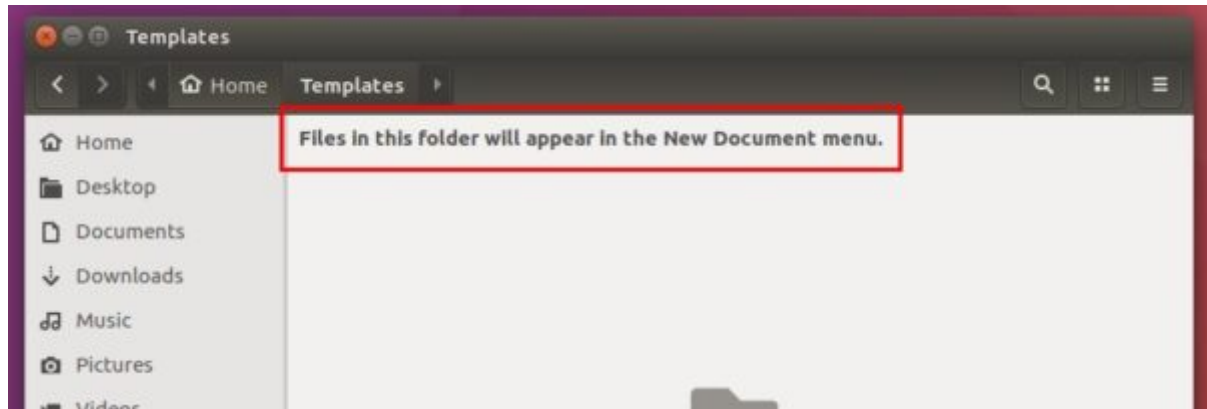 Templates
Home Templates
Files in this folder will appear in the New Document menu.
Home
Desktop
Documents
Downloads
Music
Pictures
Videos